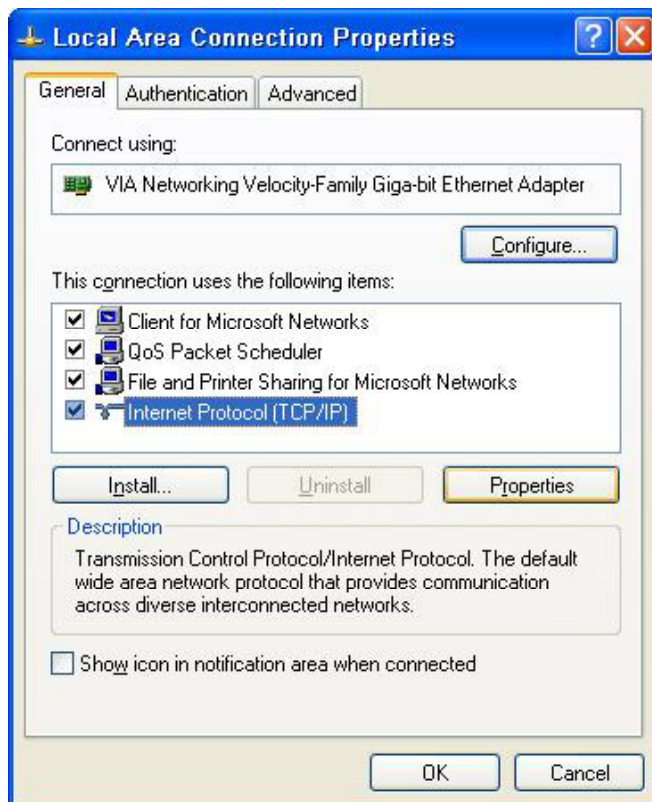 Local Area Connection Properties
General
Authentication
Advanced
Connect using:
VIA Networking Velocity-Family Giga-bit Ethernet Adapter
Configure...
This connection uses the following items:
Client for Microsoft Networks
QoS Packet Scheduler
File and Printer Sharing for Microsoft Networks
Internet Protocol (TCP/IP)
Install...
Uninstall
Properties
Description
Transmission Control Protocol/Internet Protocol. The default
wide area network protocol that provides communication
across diverse interconnected networks.
Show icon in notification area when connected
OK
Cancel